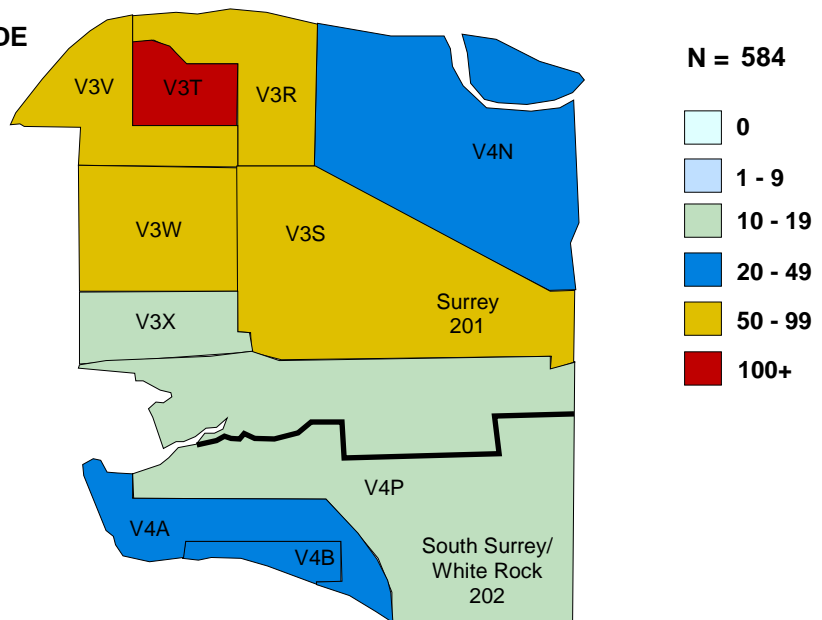 DE
N = 584
V3V
V3T
V3R
V4N
V3W
V3S
V3X
Surrey
201
V4P
V4A
V4B
South Surrey/
White Rock
202
0
1 - 9
10 - 19
20 - 49
50 - 99
100+